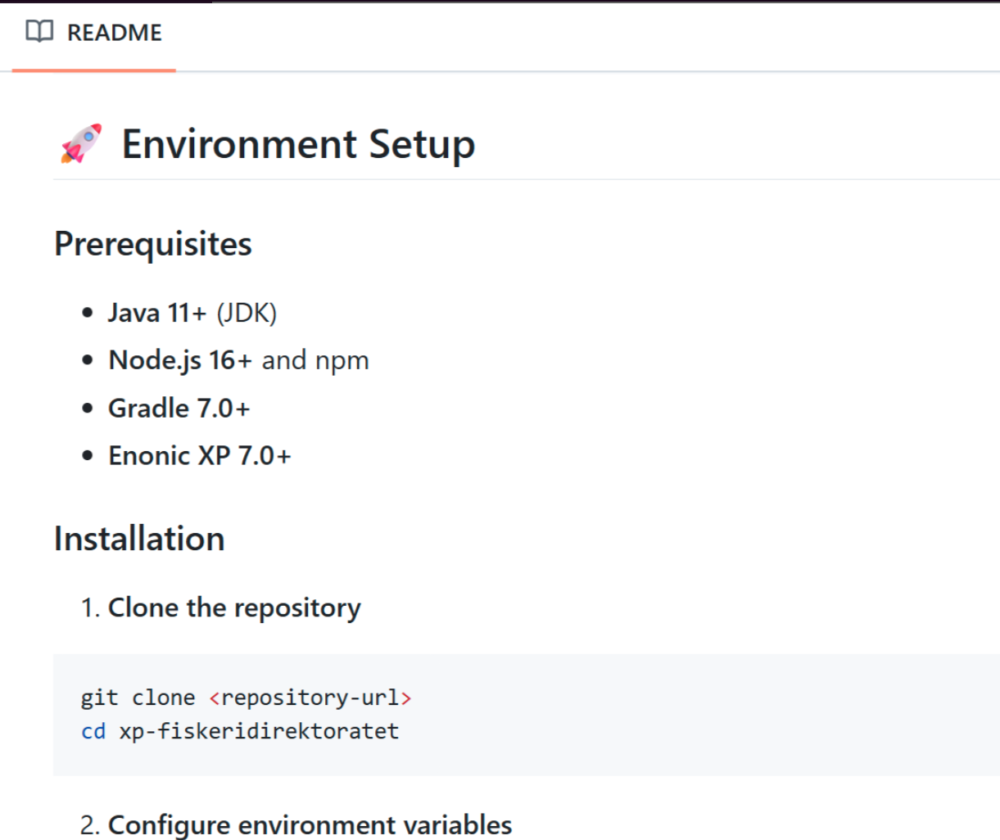 README
🚀 Environment Setup
Prerequisites
• Java 11+ (JDK)
• Node.js 16+ and npm
• Gradle 7.0+
• Enonic XP 7.0+
Installation
1. Clone the repository
git clone <repository-url>
cd xp-fiskeridirektoratet
2. Configure environment variables